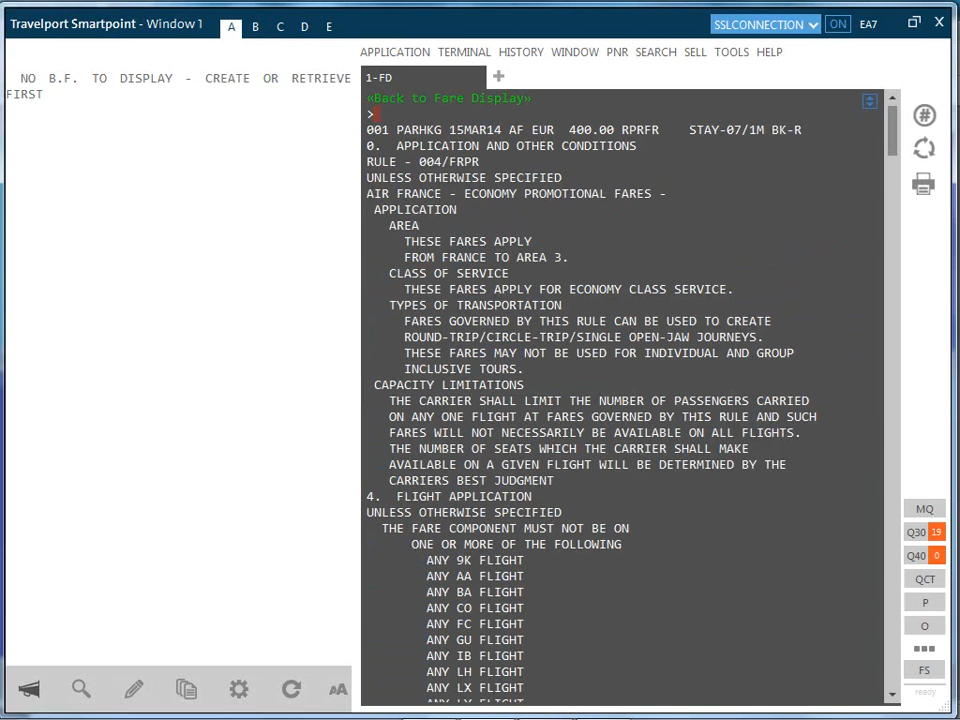 Travelport Smartpoint - Window 1
A B C D E
SSLCONNECTION ON EA7
APPLICATION TERMINAL HISTORY WINDOW PNR SEARCH SELL TOOLS HELP
NO B.F. TO DISPLAY - CREATE OR RETRIEVE
FIRST
1-FD
«Back to Fare Display»
>
001 PARHKG 15MAR14 AF EUR 400.00 RPRFR STAY-07/1M BK-R
0. APPLICATION AND OTHER CONDITIONS
RULE - 004/FRPR
UNLESS OTHERWISE SPECIFIED
AIR FRANCE - ECONOMY PROMOTIONAL FARES -
APPLICATION
AREA
THESE FARES APPLY
FROM FRANCE TO AREA 3.
CLASS OF SERVICE
THESE FARES APPLY FOR ECONOMY CLASS SERVICE.
TYPES OF TRANSPORTATION
FARES GOVERNED BY THIS RULE CAN BE USED TO CREATE
ROUND-TRIP/CIRCLE-TRIP/SINGLE OPEN-JAW JOURNEYS.
THESE FARES MAY NOT BE USED FOR INDIVIDUAL AND GROUP
INCLUSIVE TOURS.
CAPACITY LIMITATIONS
THE CARRIER SHALL LIMIT THE NUMBER OF PASSENGERS CARRIED
ON ANY ONE FLIGHT AT FARES GOVERNED BY THIS RULE AND SUCH
FARES WILL NOT NECESSARILY BE AVAILABLE ON ALL FLIGHTS.
THE NUMBER OF SEATS WHICH THE CARRIER SHALL MAKE
AVAILABLE ON A GIVEN FLIGHT WILL BE DETERMINED BY THE
CARRIERS BEST JUDGMENT
4. FLIGHT APPLICATION
UNLESS OTHERWISE SPECIFIED
THE FARE COMPONENT MUST NOT BE ON
ONE OR MORE OF THE FOLLOWING
ANY 9K FLIGHT
ANY AA FLIGHT
ANY BA FLIGHT
ANY CO FLIGHT
ANY FC FLIGHT
ANY GU FLIGHT
ANY IB FLIGHT
ANY LH FLIGHT
ANY LX FLIGHT
MQ
Q30 19
Q40 0
QCT
P
O
FS
ready
AA